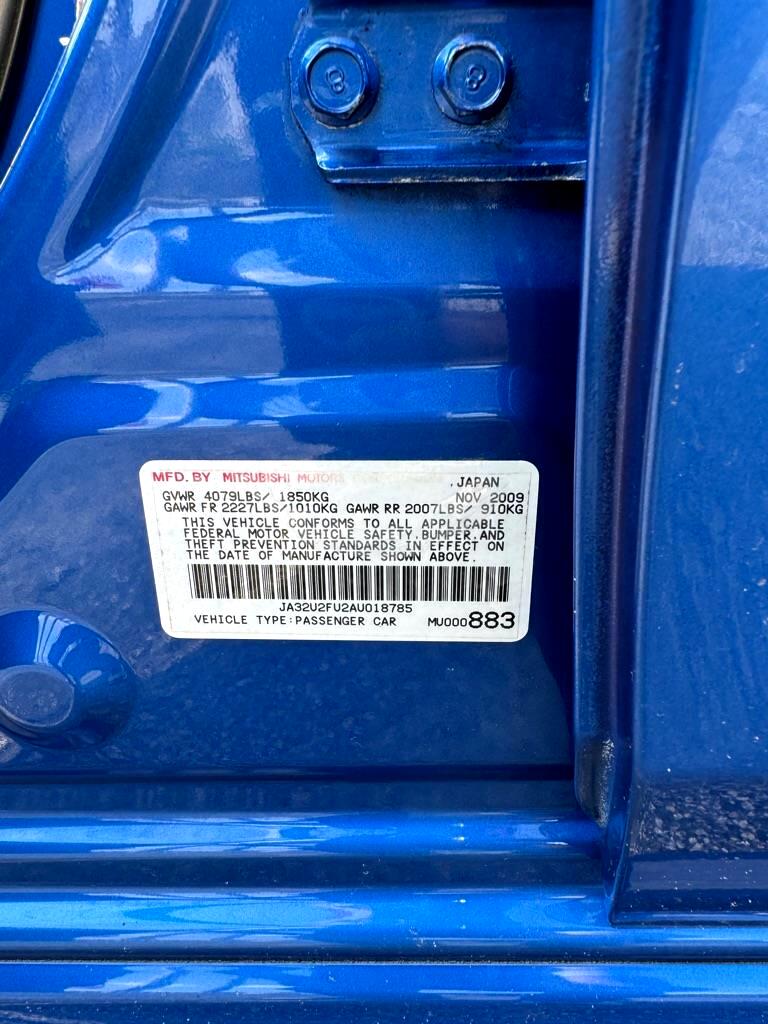 8 8
MFD. BY MITSUBISHI MOTORS , JAPAN
GVWR 4079LBS/ 1850KG NOV 2009
GAWR FR 2227LBS/1010KG GAWR RR 2007LBS/ 910KG
THIS VEHICLE CONFORMS TO ALL APPLICABLE
FEDERAL MOTOR VEHICLE SAFETY, BUMPER, AND
THEFT PREVENTION STANDARDS IN EFFECT ON
THE DATE OF MANUFACTURE SHOWN ABOVE.
JA32U2FU2AU018785
VEHICLE TYPE:PASSENGER CAR MU000883